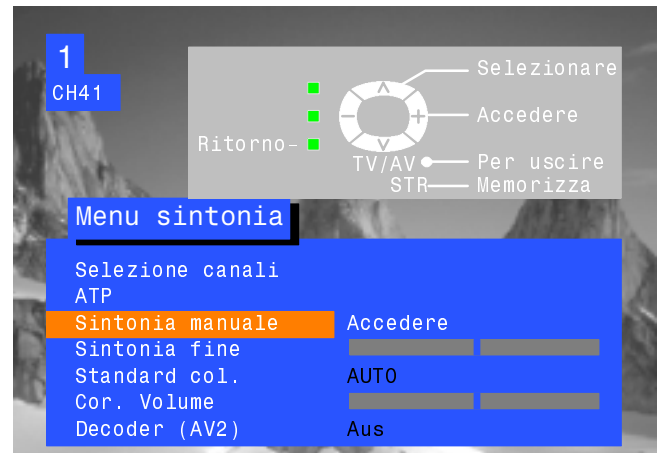 1
CH41
Selezionare
Accedere
Ritorno
TV/AV Per uscire
STR Memorizza
Menu sintonia
Selezione canali
ATP
Sintonia manuale Accedere
Sintonia fine
Standard col. AUTO
Cor. Volume
Decoder (AV2) Aus